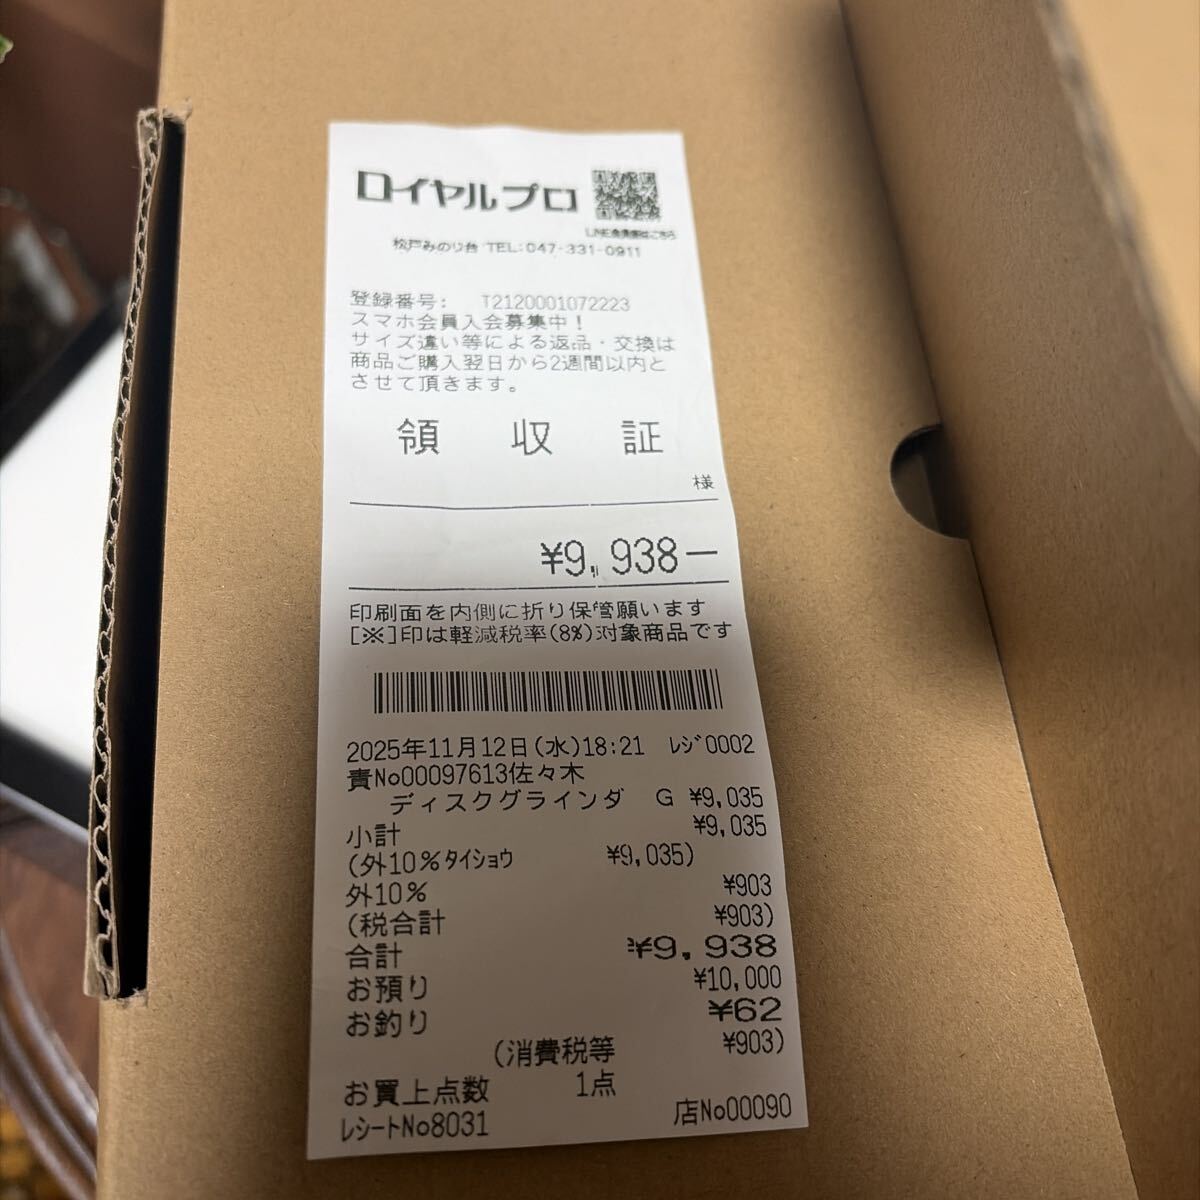 ロイヤルプロ
LINE会員様はこちら
松戸みのり台 TEL:047-331-0911
登録番号: T2120001072223
スマホ会員入会募集中!
サイズ違い等による返品・交換は
商品ご購入翌日から2週間以内と
させて頂きます。
領収証
様
¥9,938ー
印刷面を内側に折り保管願います
[※]印は軽減税率(8%)対象商品です
2025年11月12日(水)18:21 レジ0002
責No00097613佐々木
ディスクグラインダ G ¥9,035
小計 ¥9,035
(外10%タイショウ ¥9,035)
外10% ¥903
(税合計 ¥903)
合計 ¥9,938
お預り ¥10,000
お釣り ¥62
(消費税等 ¥903)
お買上点数 1点
レシートNo8031 店No00090